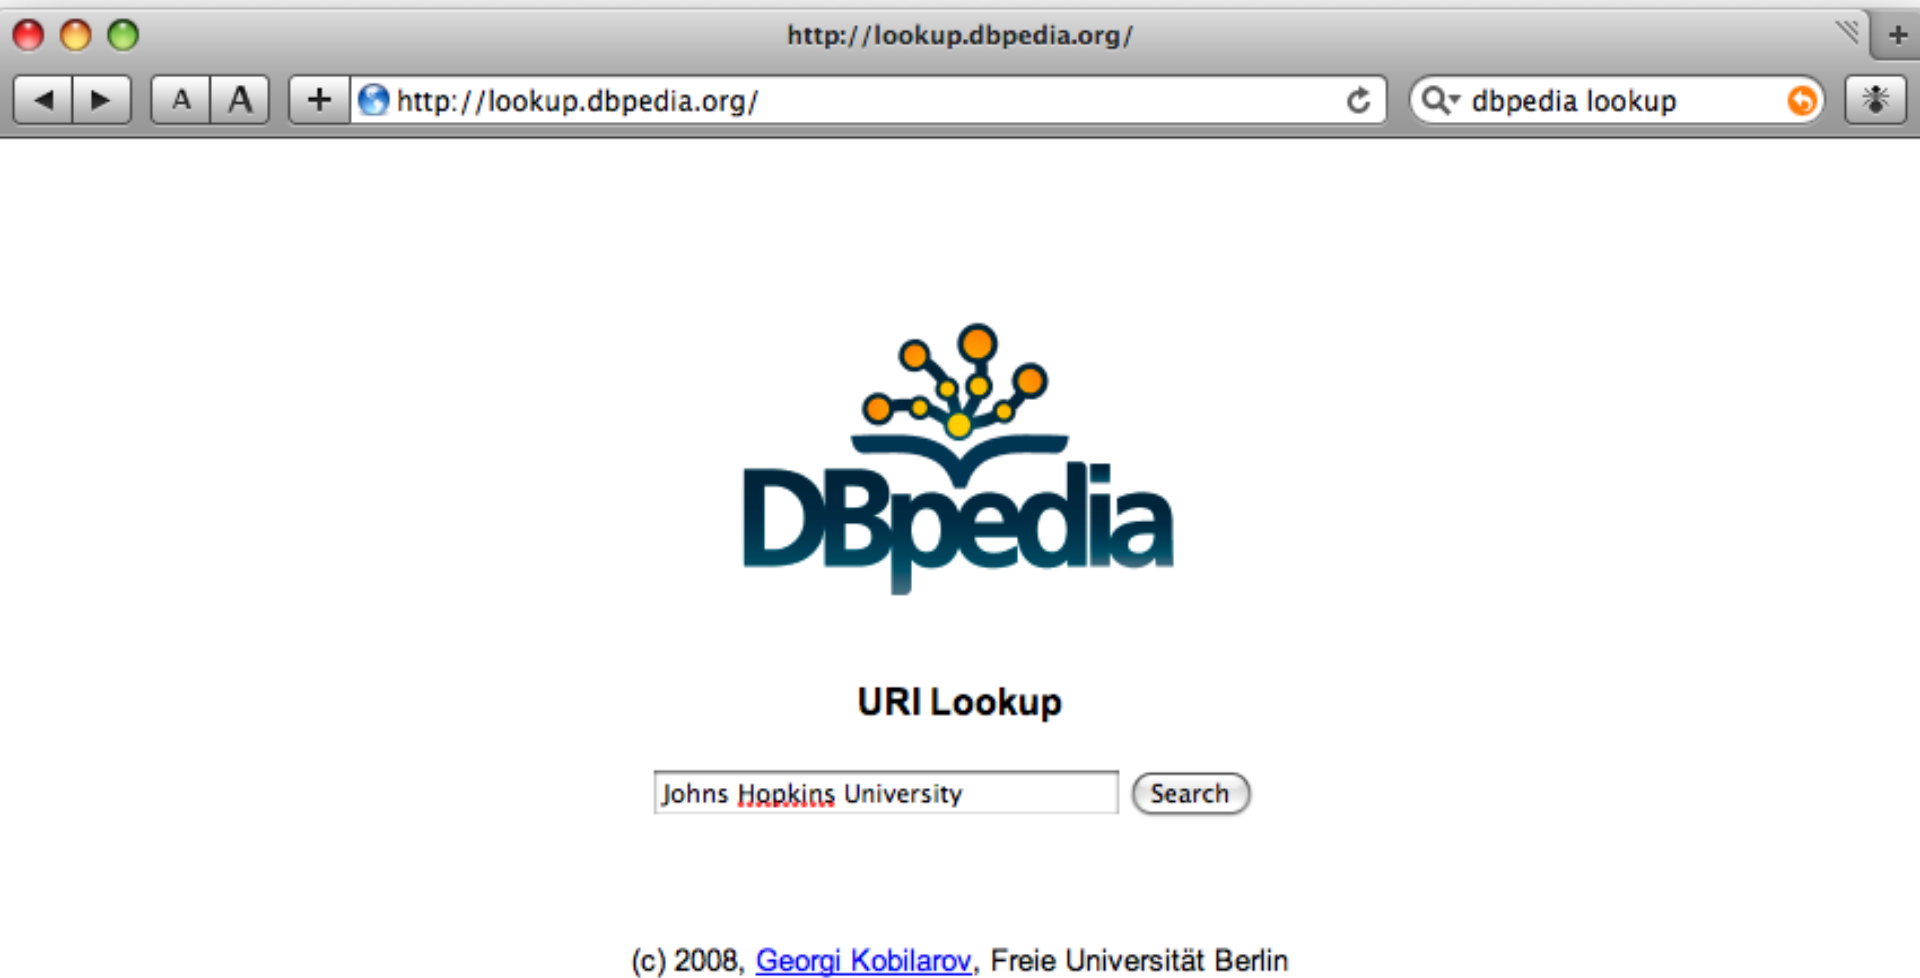 http://lookup.dbpedia.org/
A A + http://lookup.dbpedia.org/ dbpedia lookup
DBpedia
URI Lookup
Johns Hopkins University Search
(c) 2008, Georgi Kobilarov, Freie Universität Berlin